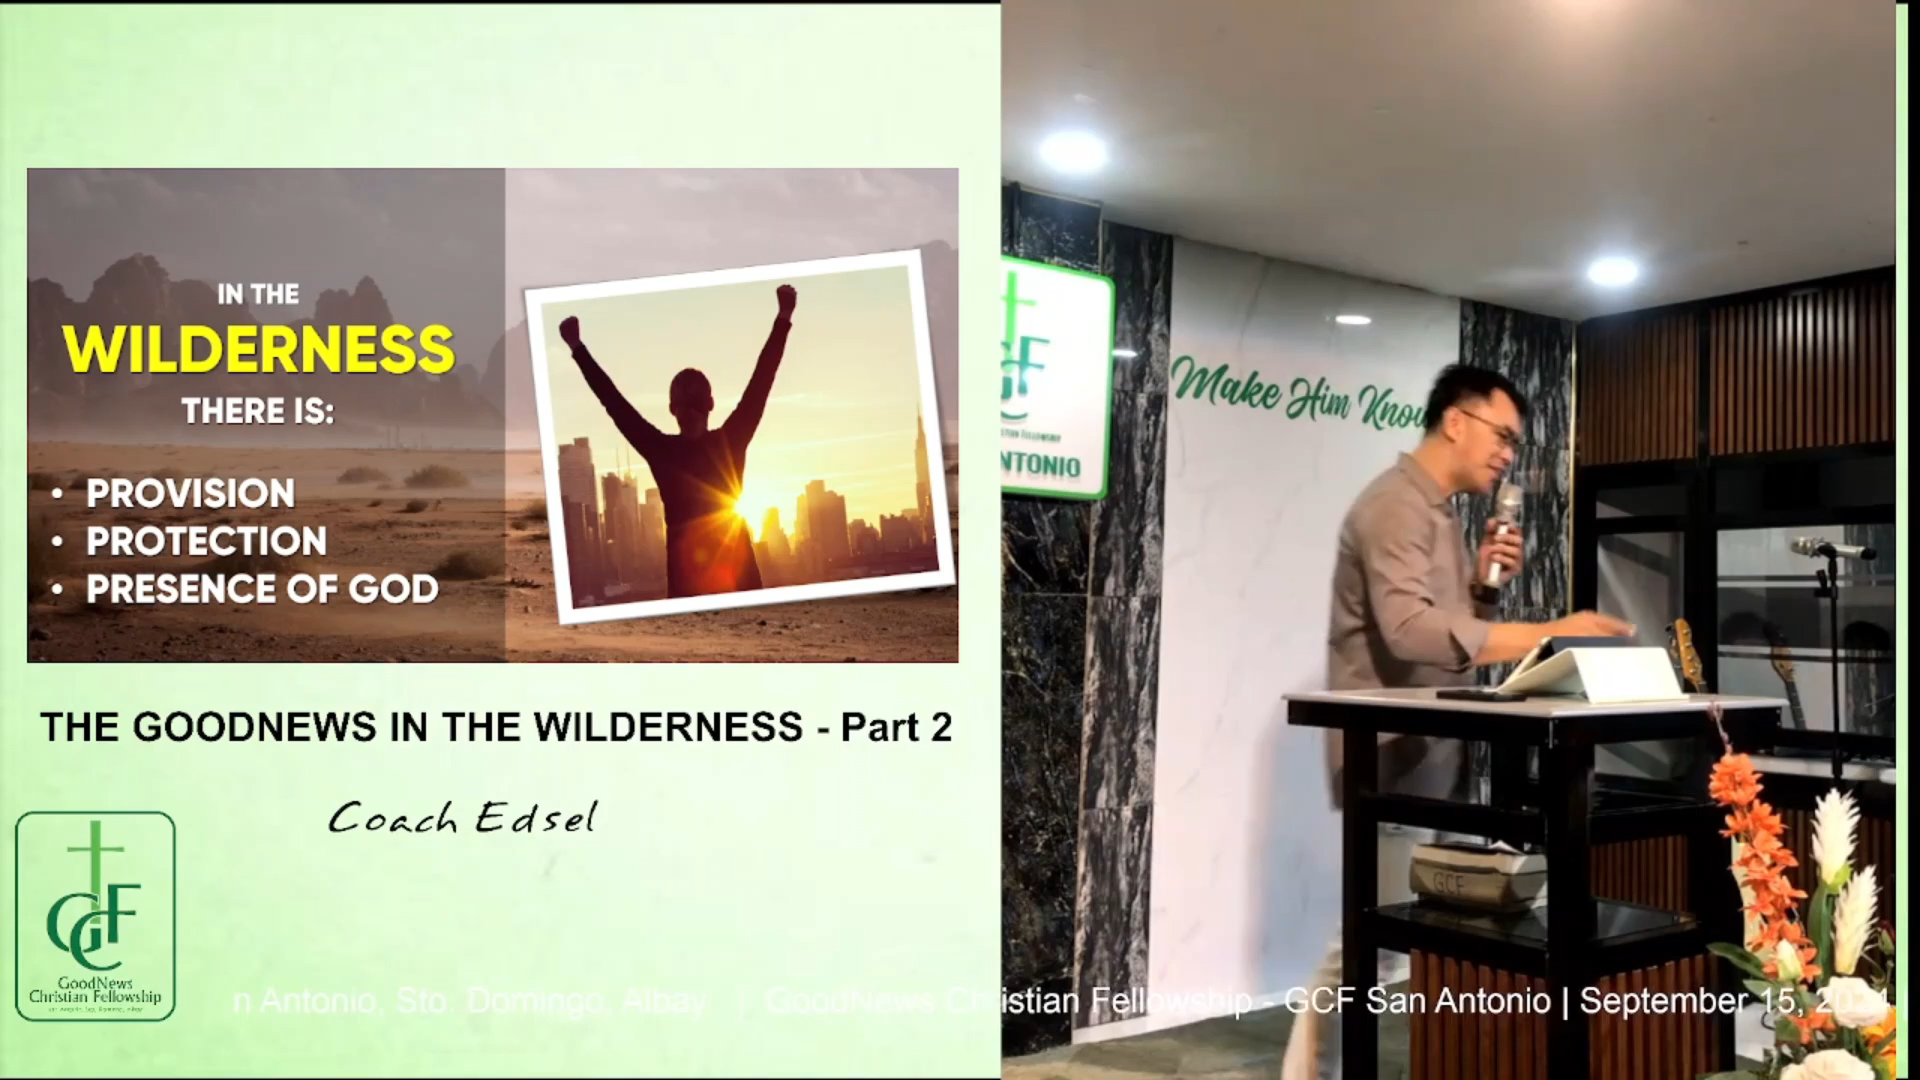 IN THE
WILDERNESS
THERE IS:
• PROVISION
• PROTECTION
• PRESENCE OF GOD
THE GOODNEWS IN THE WILDERNESS - Part 2
Coach Edsel
GCF
GoodNews
Christian Fellowship
n Antonio, Sto. Domingo, Albay | GoodNews Christian Fellowship - GCF San Antonio | September 15, 2024
Make Him Know
NTONIO
GCF